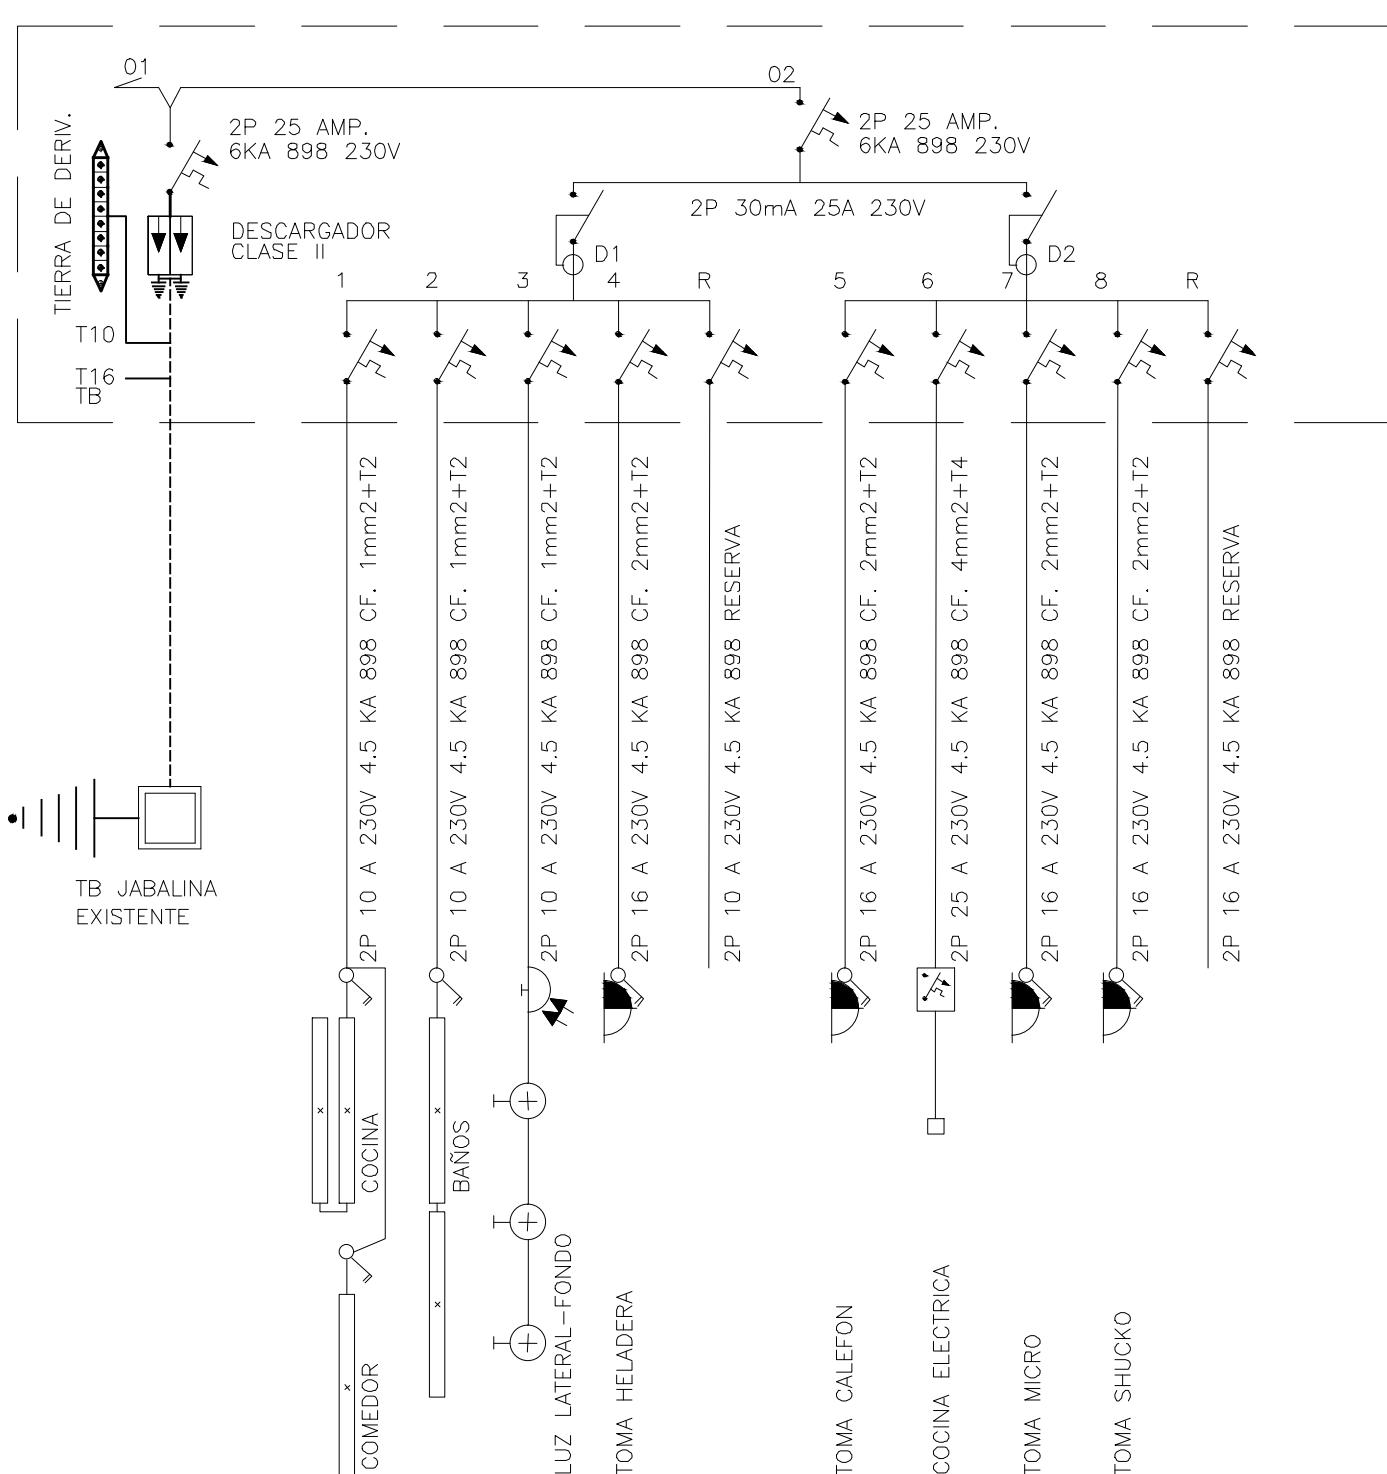 01
02
2P 25 AMP.
6KA 898 230V
2P 25 AMP.
6KA 898 230V
TIERRA DE DERIV.
DESCARGADOR
CLASE II
2P 30mA 25A 230V
D1
D2
1
2
3
4
R
5
6
7
8
R
T10
T16
TB
2P 10 A 230V 4.5 KA 898 CF. 1mm2+T2
2P 10 A 230V 4.5 KA 898 CF. 1mm2+T2
2P 10 A 230V 4.5 KA 898 CF. 1mm2+T2
2P 16 A 230V 4.5 KA 898 CF. 2mm2+T2
2P 10 A 230V 4.5 KA 898 RESERVA
2P 16 A 230V 4.5 KA 898 CF. 2mm2+T2
2P 25 A 230V 4.5 KA 898 CF. 4mm2+T4
2P 16 A 230V 4.5 KA 898 CF. 2mm2+T2
2P 16 A 230V 4.5 KA 898 CF. 2mm2+T2
2P 16 A 230V 4.5 KA 898 RESERVA
TB JABALINA
EXISTENTE
COCINA
BAÑOS
COMEDOR
LUZ LATERAL-FONDO
TOMA HELADERA
TOMA CALEFON
COCINA ELECTRICA
TOMA MICRO
TOMA SHUCKO